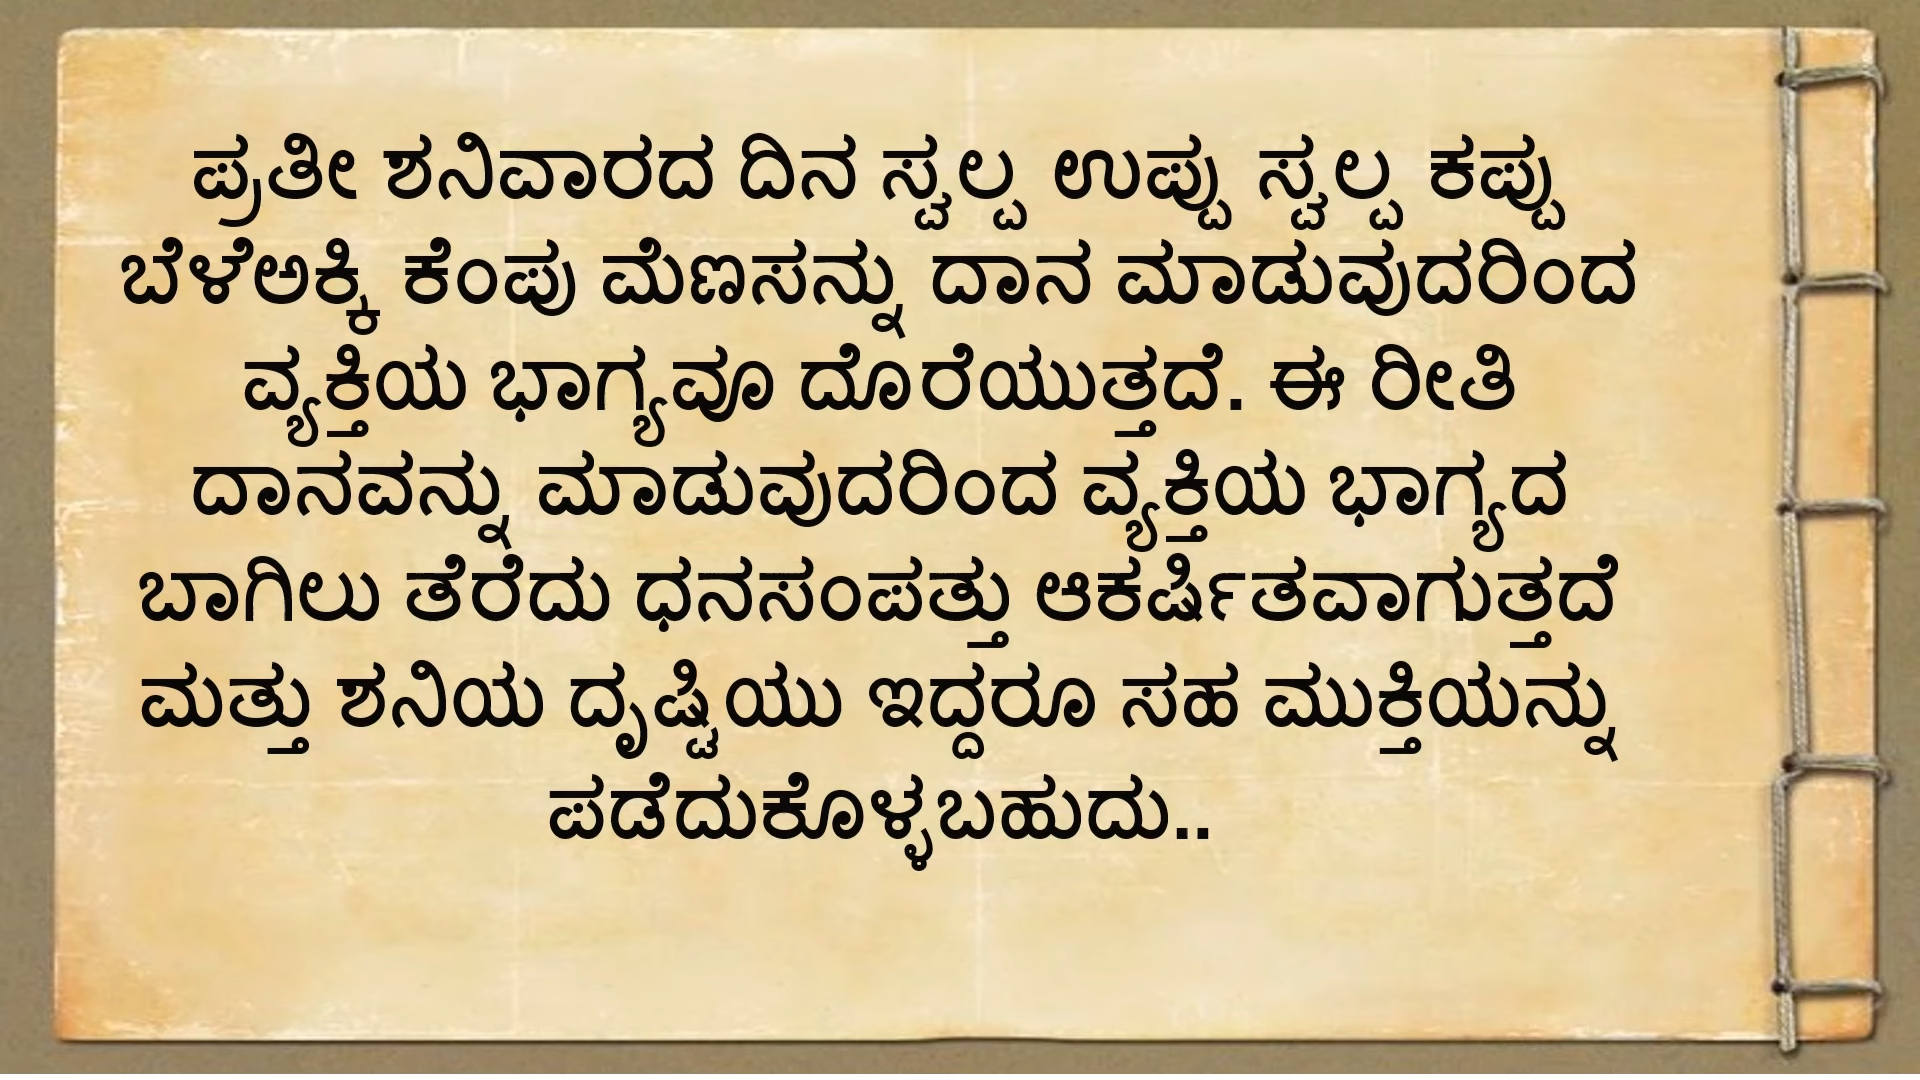 ಪ್ರತೀ ಶನಿವಾರದ ದಿನ ಸ್ವಲ್ಪ ಉಪ್ಪು ಸ್ವಲ್ಪ ಕಪ್ಪು
ಬೆಳೆಅಕ್ಕಿ ಕೆಂಪು ಮೆಣಸನ್ನು ದಾನ ಮಾಡುವುದರಿಂದ
ವ್ಯಕ್ತಿಯ ಭಾಗ್ಯವೂ ದೊರೆಯುತ್ತದೆ. ಈ ರೀತಿ
ದಾನವನ್ನು ಮಾಡುವುದರಿಂದ ವ್ಯಕ್ತಿಯ ಭಾಗ್ಯದ
ಬಾಗಿಲು ತೆರೆದು ಧನಸಂಪತ್ತು ಆಕರ್ಷಿತವಾಗುತ್ತದೆ
ಮತ್ತು ಶನಿಯ ದೃಷ್ಟಿಯು ಇದ್ದರೂ ಸಹ ಮುಕ್ತಿಯನ್ನು
ಪಡೆದುಕೊಳ್ಳಬಹುದು..